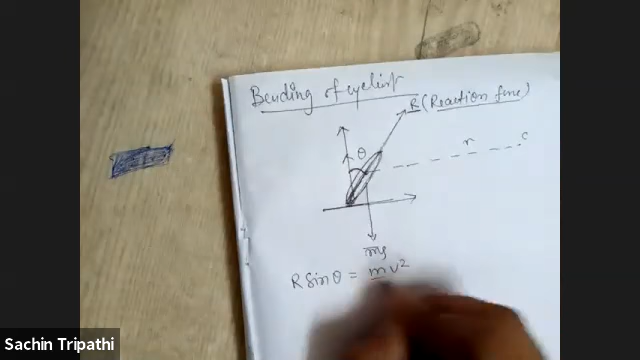 Bending of cyclist
R (Reaction force)
θ
r
c
mg
R sin θ = mv²
Sachin Tripathi